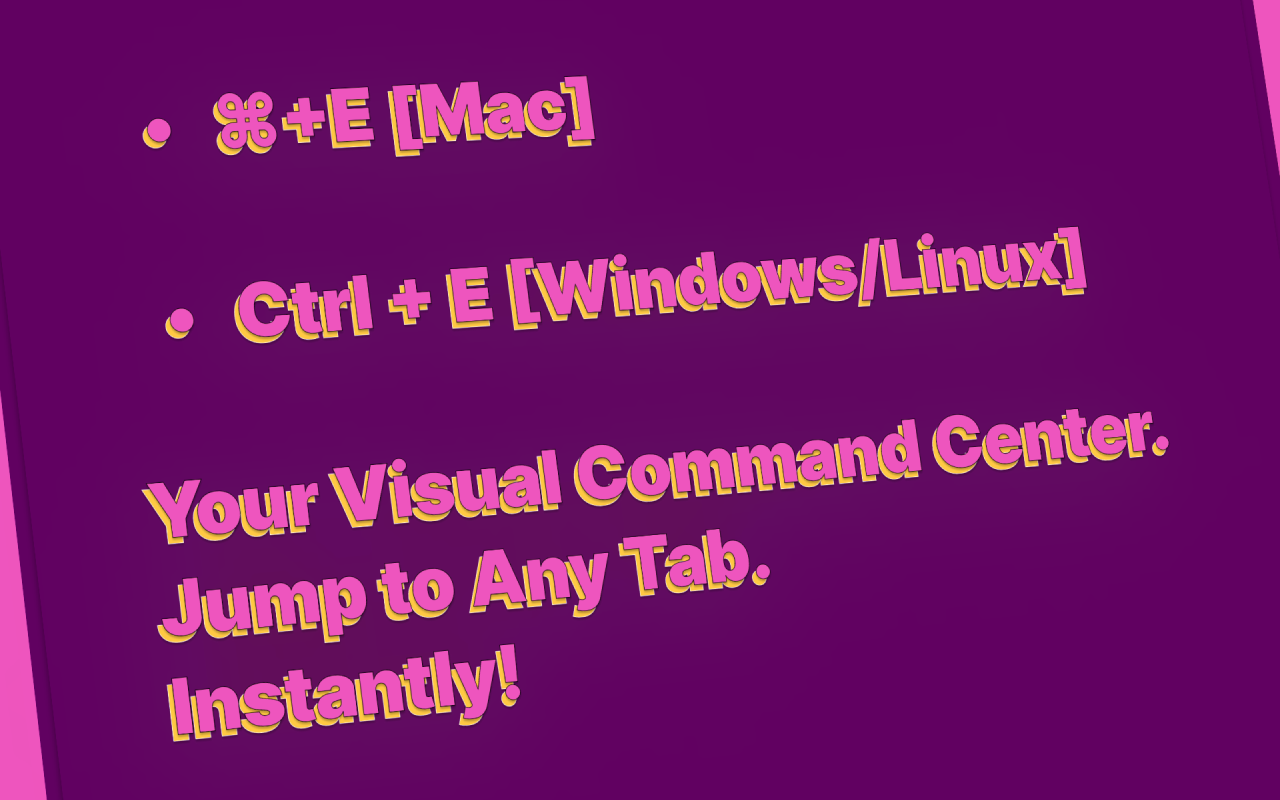 • ⌘+E [Mac]
• Ctrl + E [Windows/Linux]
Your Visual Command Center.
Jump to Any Tab.
Instantly!